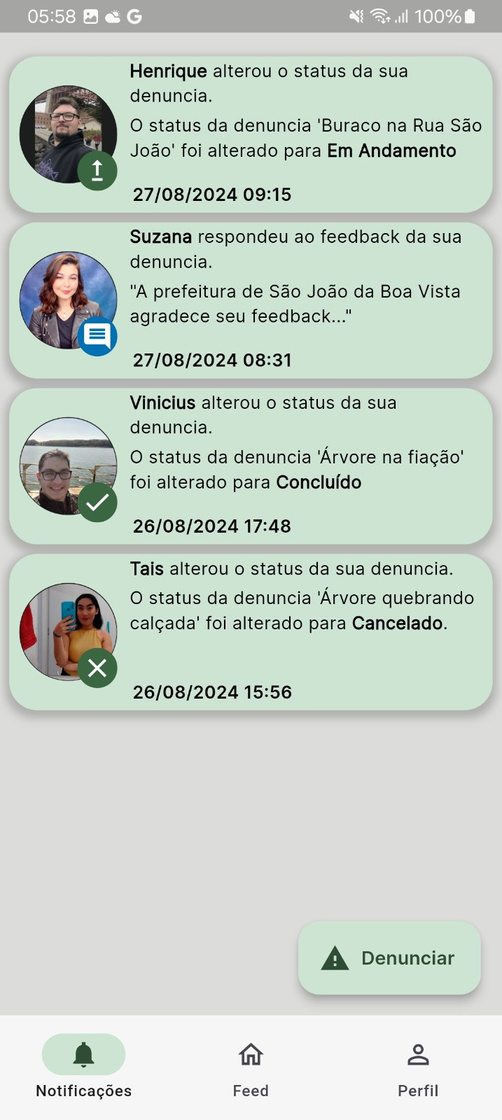 05:58 100%
Henrique alterou o status da sua
denuncia.
O status da denuncia 'Buraco na Rua São
João' foi alterado para Em Andamento
27/08/2024 09:15
Suzana respondeu ao feedback da sua
denuncia.
"A prefeitura de São João da Boa Vista
agradece seu feedback..."
27/08/2024 08:31
Vinicius alterou o status da sua
denuncia.
O status da denuncia 'Árvore na fiação'
foi alterado para Concluído
26/08/2024 17:48
Tais alterou o status da sua denuncia.
O status da denuncia 'Árvore quebrando
calçada' foi alterado para Cancelado.
26/08/2024 15:56
Denunciar
Notificações Feed Perfil